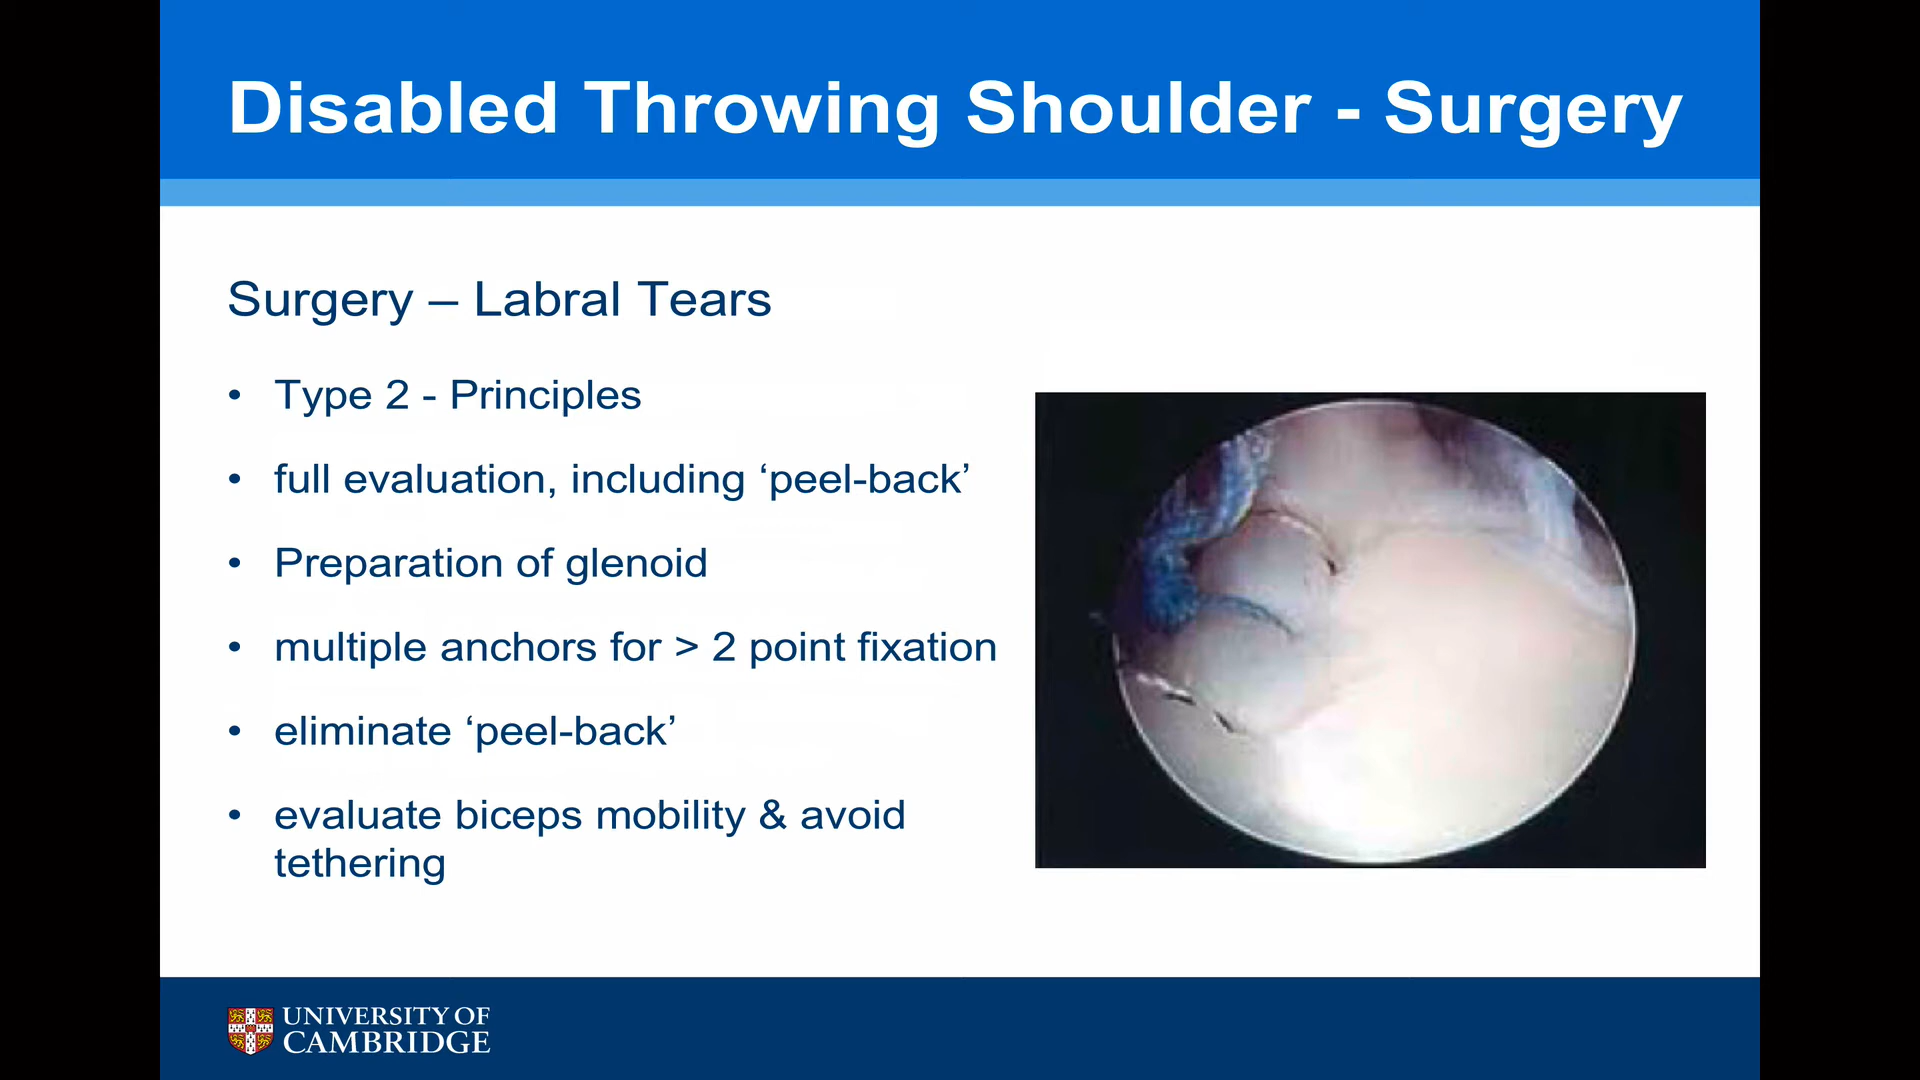 Disabled Throwing Shoulder - Surgery
Surgery – Labral Tears
• Type 2 - Principles
• full evaluation, including ‘peel-back’
• Preparation of glenoid
• multiple anchors for > 2 point fixation
• eliminate ‘peel-back’
• evaluate biceps mobility & avoid
tethering
UNIVERSITY OF
CAMBRIDGE